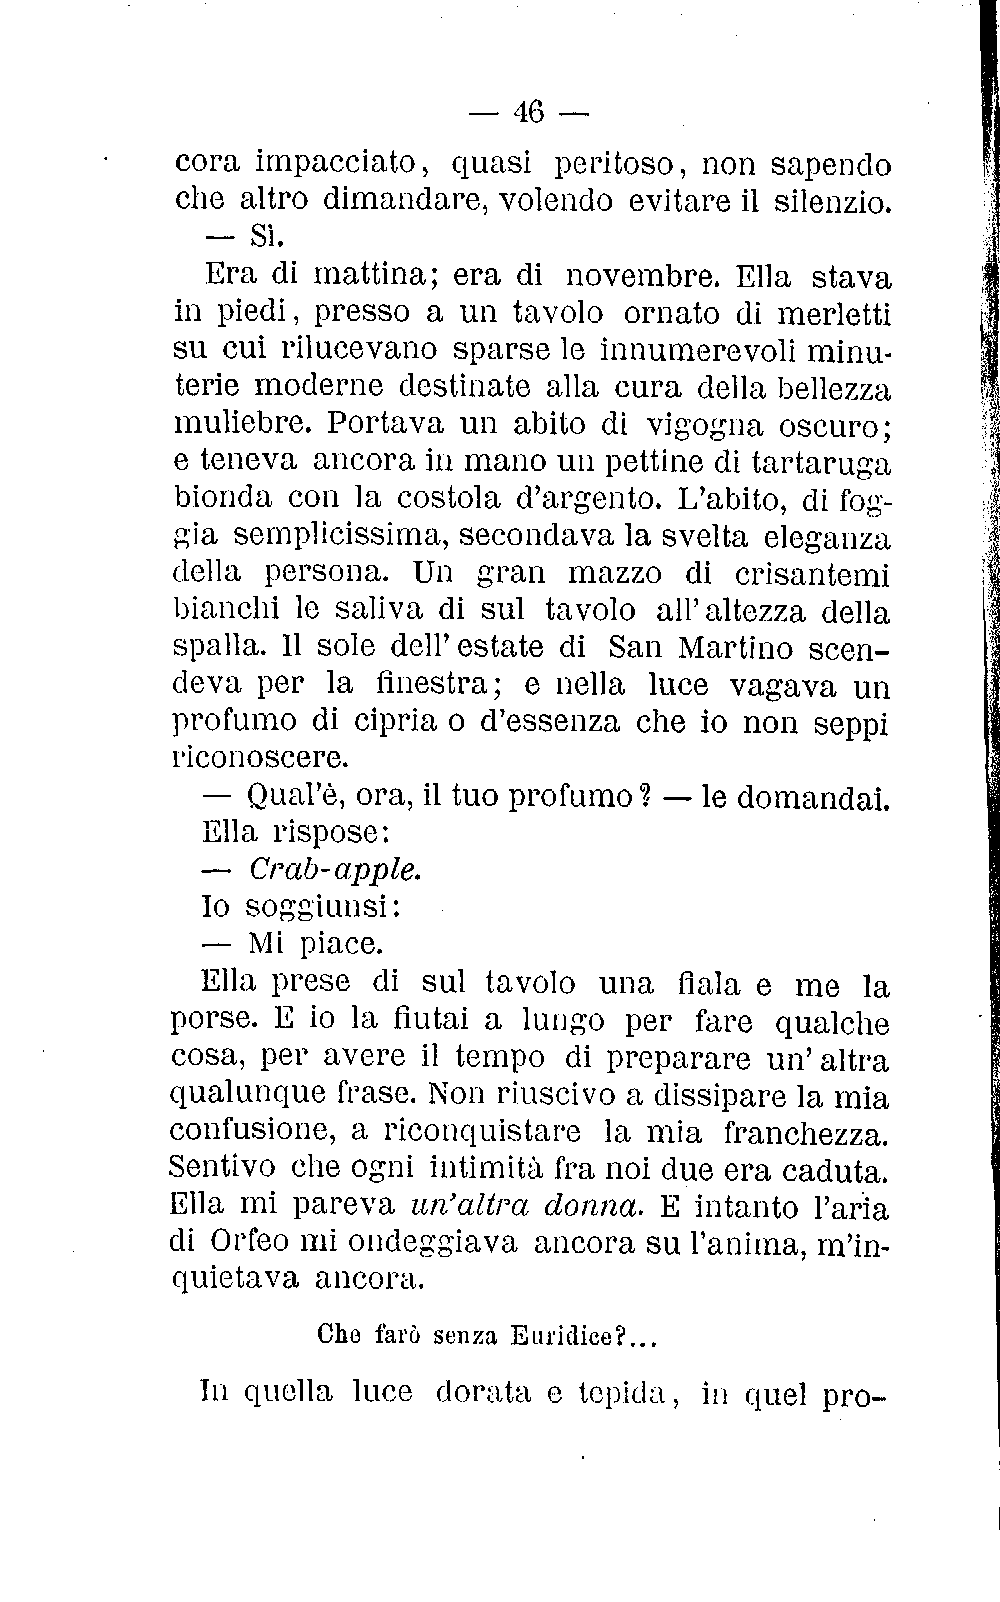 — 46 —
cora impacciato, quasi peritoso, non sapendo
che altro dimandare, volendo evitare il silenzio.
— Sì.
Era di mattina; era di novembre. Ella stava
in piedi, presso a un tavolo ornato di merletti
su cui rilucevano sparse le innumerevoli minu-
terie moderne destinate alla cura della bellezza
muliebre. Portava un abito di vigogna oscuro;
e teneva ancora in mano un pettine di tartaruga
bionda con la costola d'argento. L'abito, di fog-
gia semplicissima, secondava la svelta eleganza
della persona. Un gran mazzo di crisantemi
bianchi le saliva di sul tavolo all'altezza della
spalla. Il sole dell'estate di San Martino scen-
deva per la finestra; e nella luce vagava un
profumo di cipria o d'essenza che io non seppi
riconoscere.
— Qual'è, ora, il tuo profumo? — le domandai.
Ella rispose:
— Crab-apple.
Io soggiunsi:
— Mi piace.
Ella prese di sul tavolo una fiala e me la
porse. E io la fiutai a lungo per fare qualche
cosa, per avere il tempo di preparare un'altra
qualunque frase. Non riuscivo a dissipare la mia
confusione, a riconquistare la mia franchezza.
Sentivo che ogni intimità fra noi due era caduta.
Ella mi pareva un'altra donna. E intanto l'aria
di Orfeo mi ondeggiava ancora su l'anima, m'in-
quietava ancora.
Che farò senza Euridice?...
In quella luce dorata e tepida, in quel pro-